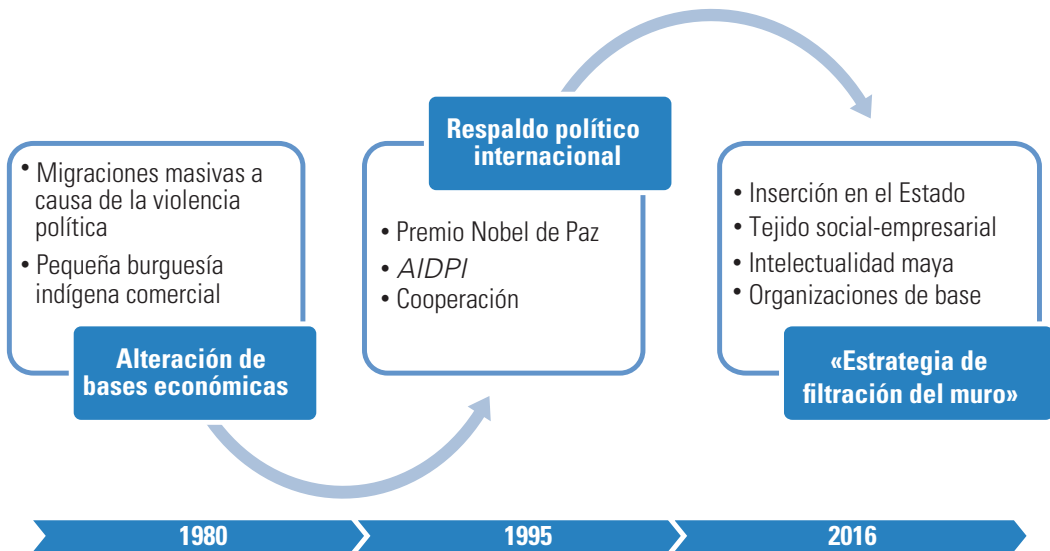 • Migraciones masivas a
causa de la violencia
política
• Pequeña burguesía
indígena comercial
Alteración de
bases económicas
Respaldo político
internacional
• Premio Nobel de Paz
• AIDPI
• Cooperación
• Inserción en el Estado
• Tejido social-empresarial
• Intelectualidad maya
• Organizaciones de base
«Estrategia de
filtración del muro»
1980
1995
2016